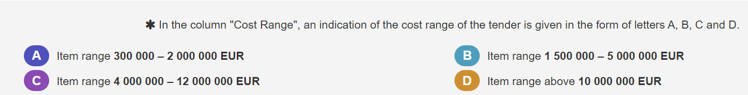 ✱ In the column "Cost Range", an indication of the cost range of the tender is given in the form of letters A, B, C and D.
A Item range 300 000 – 2 000 000 EUR
B Item range 1 500 000 – 5 000 000 EUR
C Item range 4 000 000 – 12 000 000 EUR
D Item range above 10 000 000 EUR